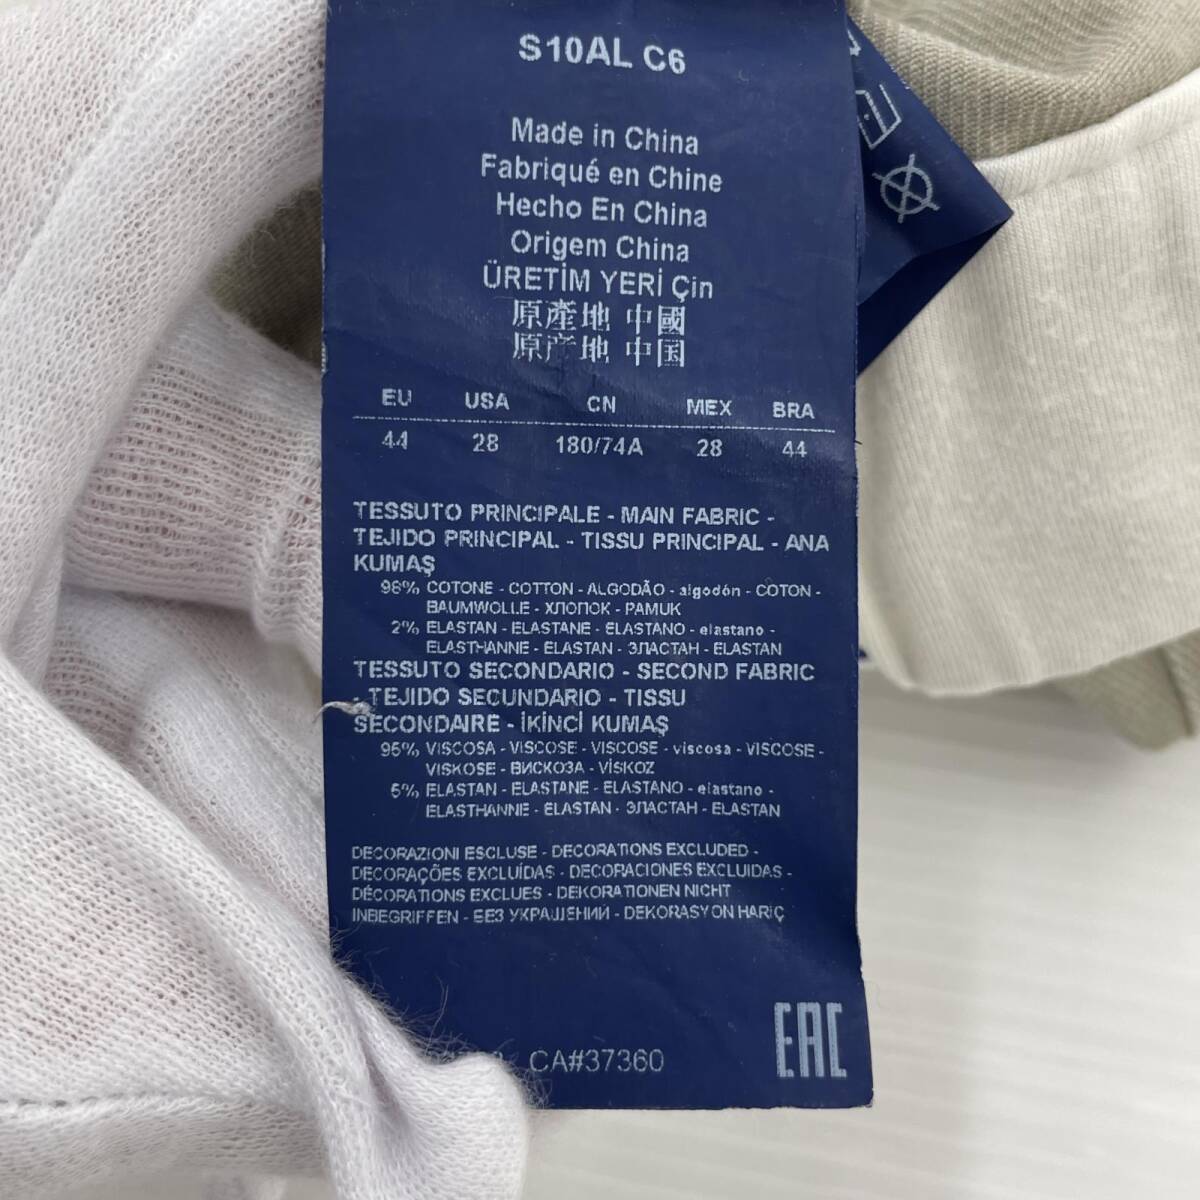 S10AL C6
Made in China
Fabriqué en Chine
Hecho En China
Origem China
ÜRETİM YERİ Çin
原產地 中國
原产地 中国
EU USA CN MEX BRA
44 28 180/74A 28 44
TESSUTO PRINCIPALE - MAIN FABRIC -
TEJIDO PRINCIPAL - TISSU PRINCIPAL - ANA
KUMAŞ
98% COTONE - COTTON - ALGODÃO - algodón - COTON -
BAUMWOLLE - ХЛОПОК - PAMUK
2% ELASTAN - ELASTANE - ELASTANO - elastano -
ELASTHANNE - ELASTAN - ЭЛАСТАН - ELASTAN
TESSUTO SECONDARIO - SECOND FABRIC
- TEJIDO SECUNDARIO - TISSU
SECONDAIRE - İKİNCİ KUMAŞ
95% VISCOSA - VISCOSE - VISCOSE - viscosa - VISCOSE -
VISKOSE - ВИСКОЗА - VİSKOZ
5% ELASTAN - ELASTANE - ELASTANO - elastano -
ELASTHANNE - ELASTAN - ЭЛАСТАН - ELASTAN
DECORAZIONI ESCLUSE - DECORATIONS EXCLUDED -
DECORAÇÕES EXCLUÍDAS - DECORACIONES EXCLUIDAS -
DÉCORATIONS EXCLUES - DEKORATIONEN NICHT
INBEGRIFFEN - БЕЗ УКРАШЕНИЙ - DEKORASYON HARİÇ
CA#37360
EAC